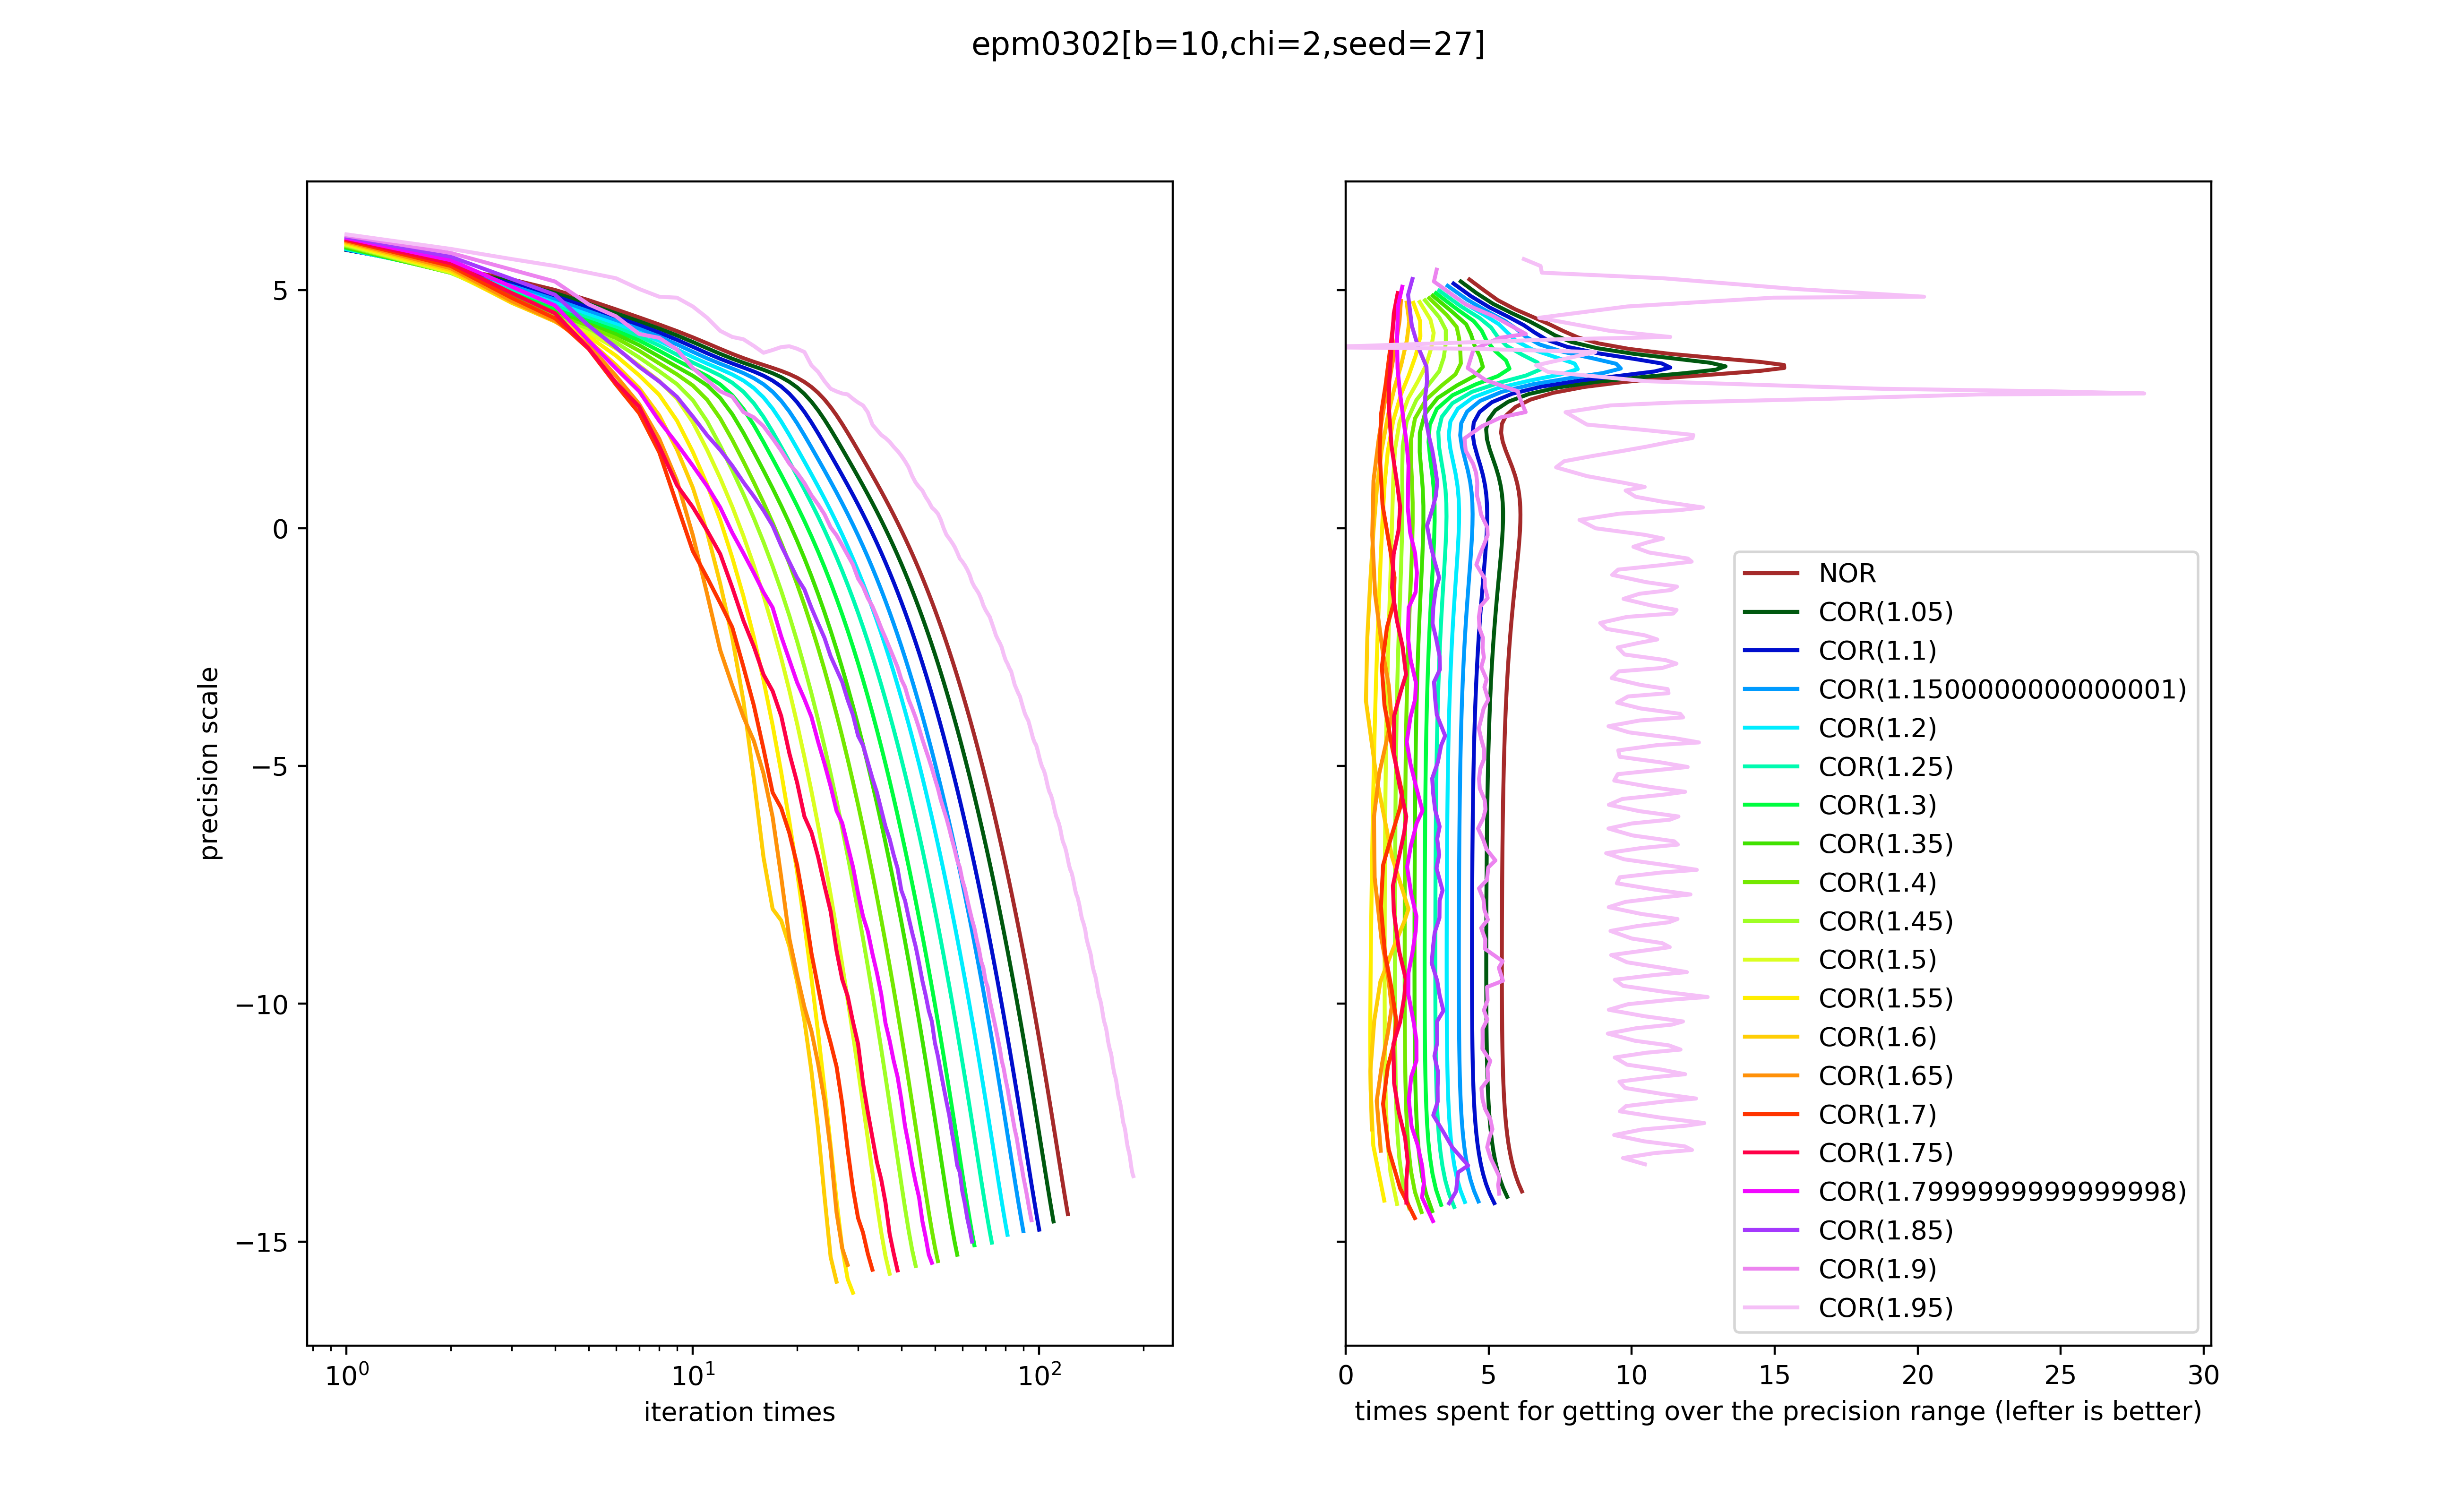 epm0302[b=10,chi=2,seed=27]
precision scale
5
0
−5
−10
−15
10⁰
10¹
10²
iteration times
0
5
10
15
20
25
30
times spent for getting over the precision range (lefter is better)
NOR
COR(1.05)
COR(1.1)
COR(1.1500000000000001)
COR(1.2)
COR(1.25)
COR(1.3)
COR(1.35)
COR(1.4)
COR(1.45)
COR(1.5)
COR(1.55)
COR(1.6)
COR(1.65)
COR(1.7)
COR(1.75)
COR(1.7999999999999998)
COR(1.85)
COR(1.9)
COR(1.95)